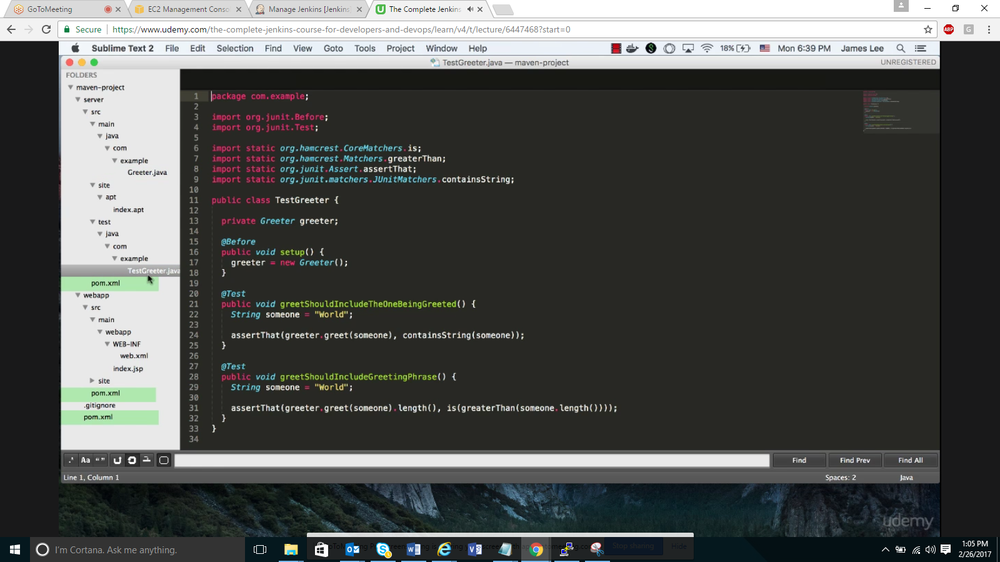 GoToMeeting
EC2 Management Conso
Manage Jenkins [Jenkins]
The Complete Jenkins
Secure
https://www.udemy.com/the-complete-jenkins-course-for-developers-and-devops/learn/v4/t/lecture/6447468?start=0
ABP
G
Sublime Text 2 File Edit Selection Find View Goto Tools Project Window Help
18% Mon 6:39 PM James Lee
TestGreeter.java — maven-project
UNREGISTERED
FOLDERS
maven-project
server
src
main
java
com
example
Greeter.java
site
apt
index.apt
test
java
com
example
TestGreeter.java
pom.xml
webapp
src
main
webapp
WEB-INF
web.xml
index.jsp
site
pom.xml
.gitignore
pom.xml
1 package com.example;
2
3 import org.junit.Before;
4 import org.junit.Test;
5
6 import static org.hamcrest.CoreMatchers.is;
7 import static org.hamcrest.Matchers.greaterThan;
8 import static org.junit.Assert.assertThat;
9 import static org.junit.matchers.JUnitMatchers.containsString;
10
11 public class TestGreeter {
12
13 private Greeter greeter;
14
15 @Before
16 public void setup() {
17 greeter = new Greeter();
18 }
19
20 @Test
21 public void greetShouldIncludeTheOneBeingGreeted() {
22 String someone = "World";
23
24 assertThat(greeter.greet(someone), containsString(someone));
25 }
26
27 @Test
28 public void greetShouldIncludeGreetingPhrase() {
29 String someone = "World";
30
31 assertThat(greeter.greet(someone).length(), is(greaterThan(someone.length())));
32 }
33 }
34
.* Aa “ ”
Find Find Prev Find All
Line 1, Column 1
Spaces: 2 Java
udemy
I'm Cortana. Ask me anything.
Stop sharing Hide
1:05 PM
2/26/2017